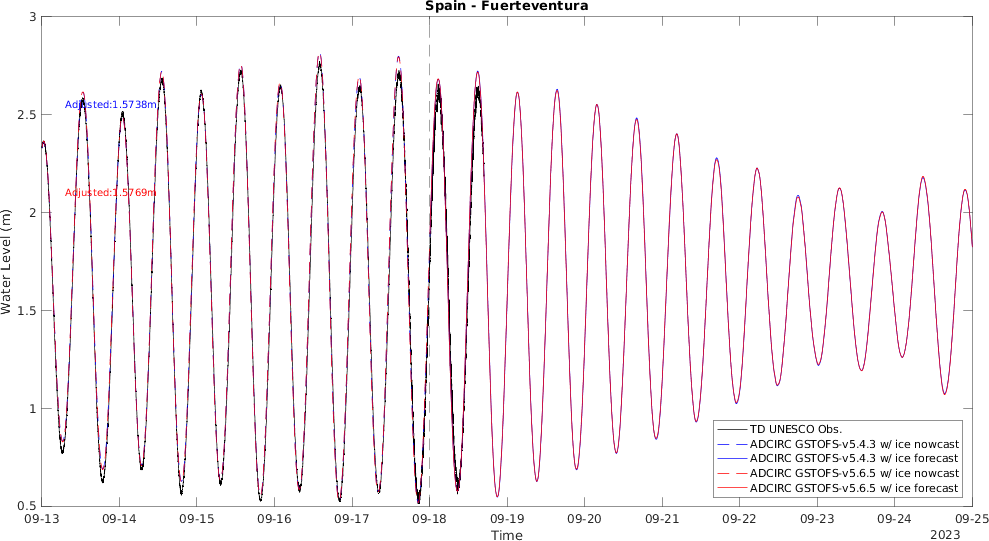 Spain - Fuerteventura
3
2.5
2
1.5
1
0.5
Water Level (m)
Adjusted:1.5738m
Adjusted:1.5769m
TD UNESCO Obs.
ADCIRC GSTOFS-v5.4.3 w/ ice nowcast
ADCIRC GSTOFS-v5.4.3 w/ ice forecast
ADCIRC GSTOFS-v5.6.5 w/ ice nowcast
ADCIRC GSTOFS-v5.6.5 w/ ice forecast
09-13 09-14 09-15 09-16 09-17 09-18 09-19 09-20 09-21 09-22 09-23 09-24 09-25
Time
2023